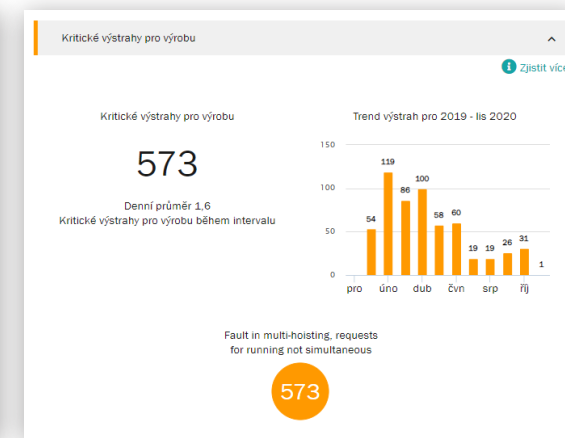 Kritické výstrahy pro výrobu
Zjistit více
Kritické výstrahy pro výrobu
573
Denní průměr 1,6
Kritické výstrahy pro výrobu během intervalu
Trend výstrah pro 2019 - lis 2020
150
100
50
0
54
119
86
100
58
60
19
19
26
31
1
pro úno dub čvn srp říj
Fault in multi-hoisting, requests
for running not simultaneous
573